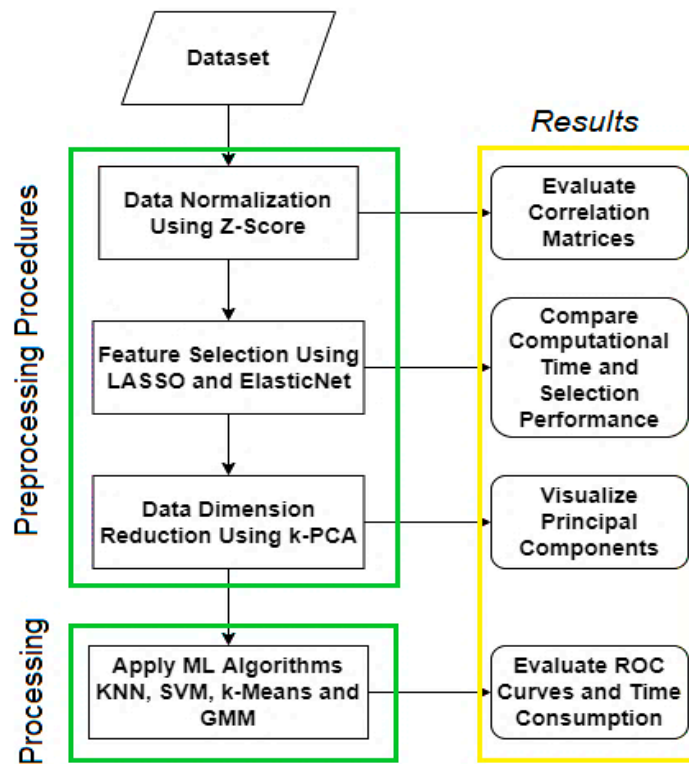 Dataset
Results
Preprocessing Procedures
Data Normalization
Using Z-Score
Evaluate
Correlation
Matrices
Feature Selection Using
LASSO and ElasticNet
Compare
Computational
Time and
Selection
Performance
Data Dimension
Reduction Using k-PCA
Visualize
Principal
Components
Processing
Apply ML Algorithms
KNN, SVM, k-Means and
GMM
Evaluate ROC
Curves and Time
Consumption